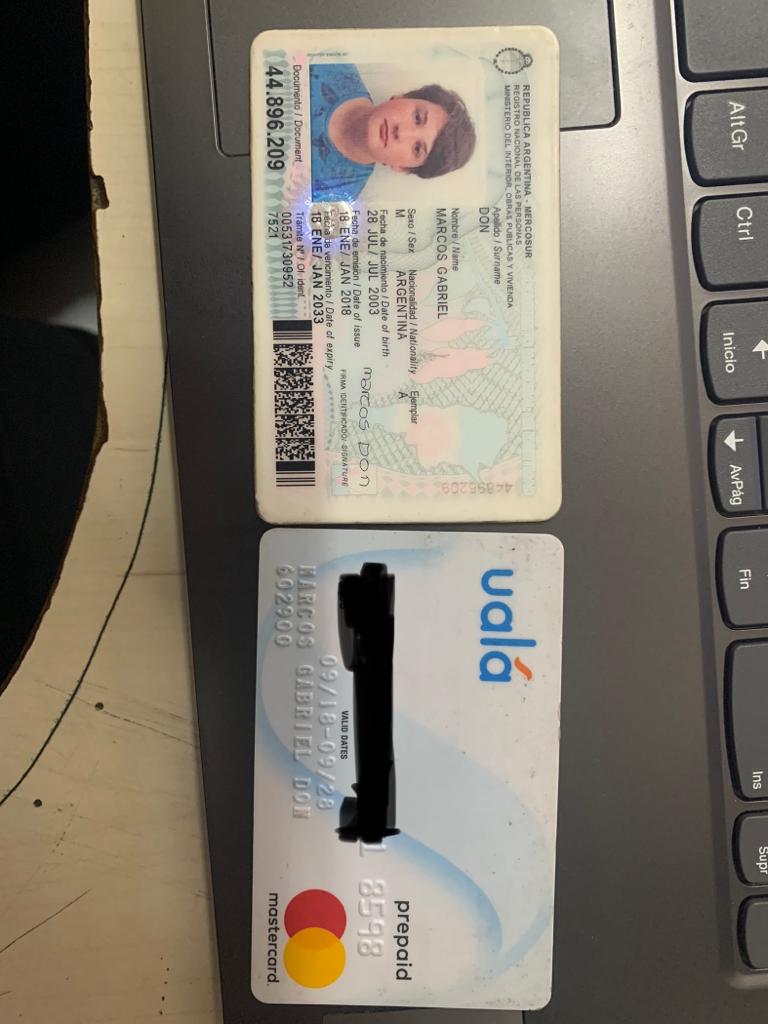 REPUBLICA ARGENTINA - MERCOSUR
REGISTRO NACIONAL DE LAS PERSONAS
MINISTERIO DEL INTERIOR, OBRAS PUBLICAS Y VIVIENDA
Apellido / Surname
DON
Nombre / Name
MARCOS GABRIEL
Sexo / Sex Nacionalidad / Nationality Ejemplar
M ARGENTINA A
Fecha de nacimiento / Date of birth
28 JUL/ JUL 2003
Fecha de emisión / Date of issue
18 ENE/ JAN 2018
Fecha de vencimiento / Date of expiry
18 ENE/ JAN 2033
Marcos Don
FIRMA IDENTIFICADO/ SIGNATURE
Documento / Document
44.896.209
Trámite Nº / Of. ident.
00531730952
7521
44896209
ualá
prepaid
1 8598
VALID DATES
09/18-09/28
MARCOS GABRIEL DON
602900
mastercard.
AltGr
Ctrl
Inicio
AvPág
Fin
Ins
Supr